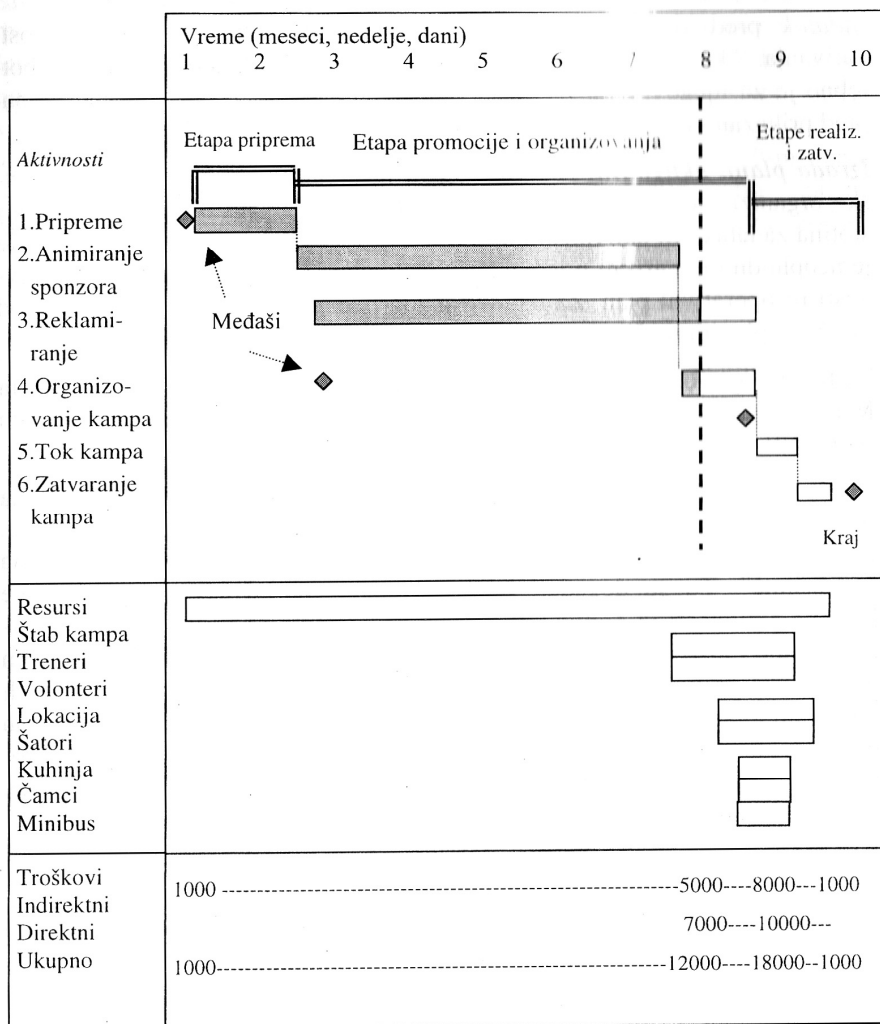 Vreme (meseci, nedelje, dani)
1 2 3 4 5 6 7 8 9 10
Aktivnosti
Etapa priprema
Etapa promocije i organizovanja
Etape realiz.
i zatv.
1.Pripreme
2.Animiranje
sponzora
3.Reklami-
ranje
Međaši
4.Organizo-
vanje kampa
5.Tok kampa
6.Zatvaranje
kampa
Kraj
Resursi
Štab kampa
Treneri
Volonteri
Lokacija
Šatori
Kuhinja
Čamci
Minibus
Troškovi
1000 ------------------------------------------------------------5000----8000---1000
Indirektni
Direktni
7000----10000---
Ukupno
1000------------------------------------------------------------12000----18000--1000